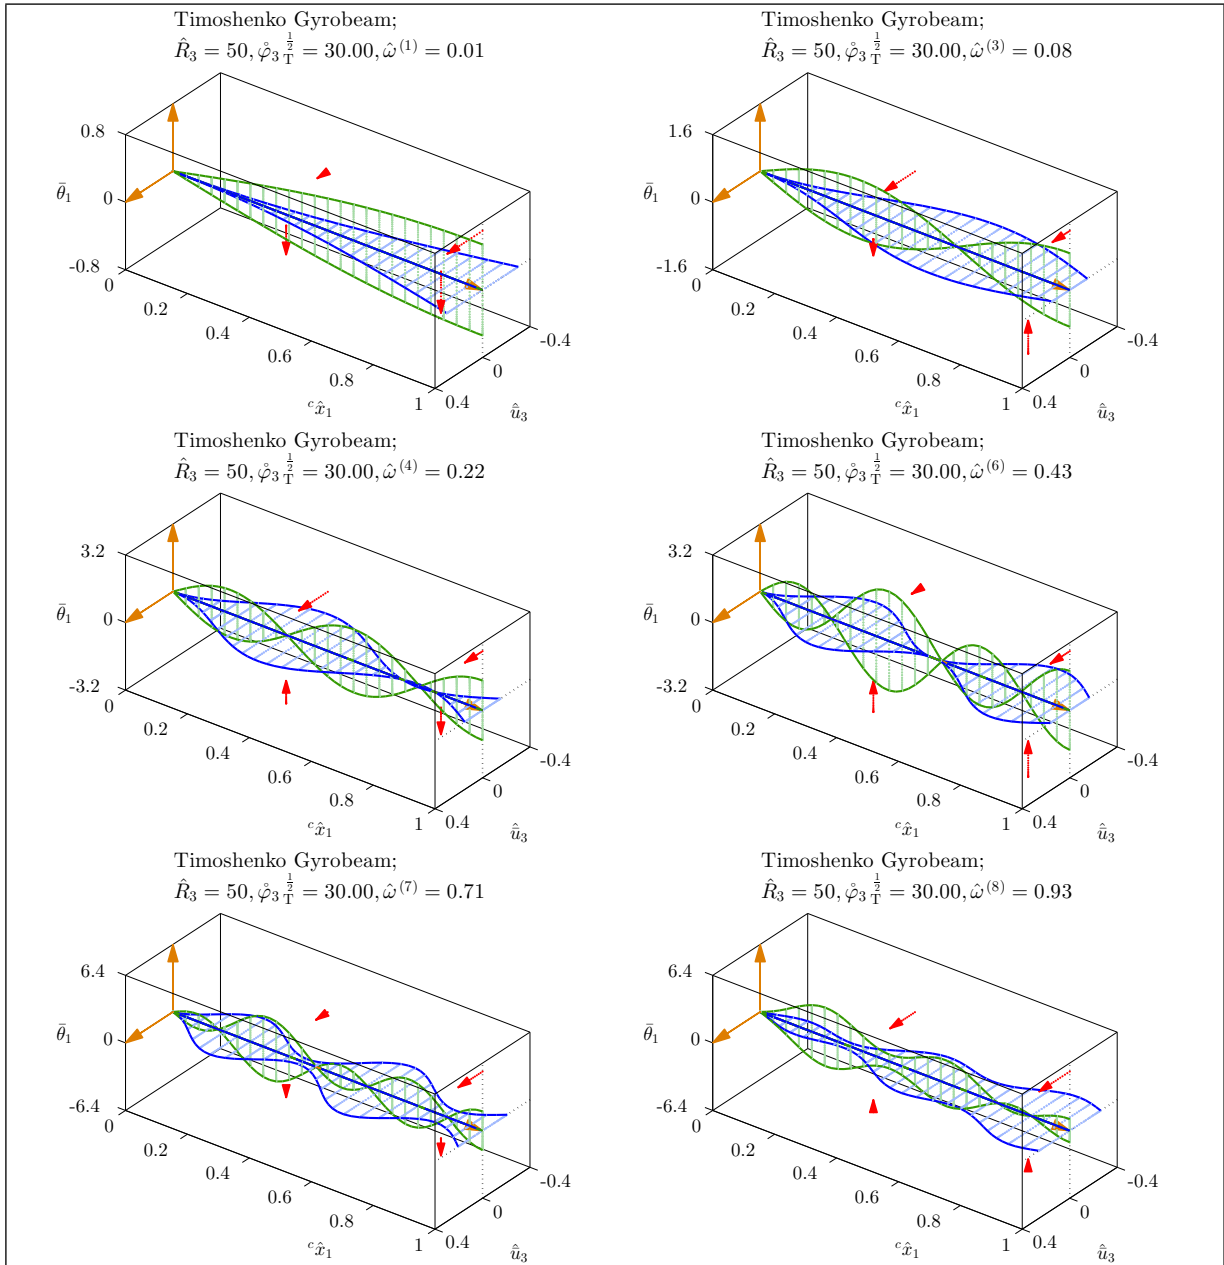 Timoshenko Gyrobeam;
R̂₃ = 50, φ̊₃ 1/2 T = 30.00, ω̂⁽¹⁾ = 0.01
0.8
θ̄₁
0
-0.8
0
0.2
0.4
0.6
0.8
1
ᶜx̂₁
0.4
0
-0.4
û̄₃
Timoshenko Gyrobeam;
R̂₃ = 50, φ̊₃ 1/2 T = 30.00, ω̂⁽³⁾ = 0.08
1.6
θ̄₁
0
-1.6
0
0.2
0.4
0.6
0.8
1
ᶜx̂₁
0.4
0
-0.4
û̄₃
Timoshenko Gyrobeam;
R̂₃ = 50, φ̊₃ 1/2 T = 30.00, ω̂⁽⁴⁾ = 0.22
3.2
θ̄₁
0
-3.2
0
0.2
0.4
0.6
0.8
1
ᶜx̂₁
0.4
0
-0.4
û̄₃
Timoshenko Gyrobeam;
R̂₃ = 50, φ̊₃ 1/2 T = 30.00, ω̂⁽⁶⁾ = 0.43
3.2
θ̄₁
0
-3.2
0
0.2
0.4
0.6
0.8
1
ᶜx̂₁
0.4
0
-0.4
û̄₃
Timoshenko Gyrobeam;
R̂₃ = 50, φ̊₃ 1/2 T = 30.00, ω̂⁽⁷⁾ = 0.71
6.4
θ̄₁
0
-6.4
0
0.2
0.4
0.6
0.8
1
ᶜx̂₁
0.4
0
-0.4
û̄₃
Timoshenko Gyrobeam;
R̂₃ = 50, φ̊₃ 1/2 T = 30.00, ω̂⁽⁸⁾ = 0.93
6.4
θ̄₁
0
-6.4
0
0.2
0.4
0.6
0.8
1
ᶜx̂₁
0.4
0
-0.4
û̄₃